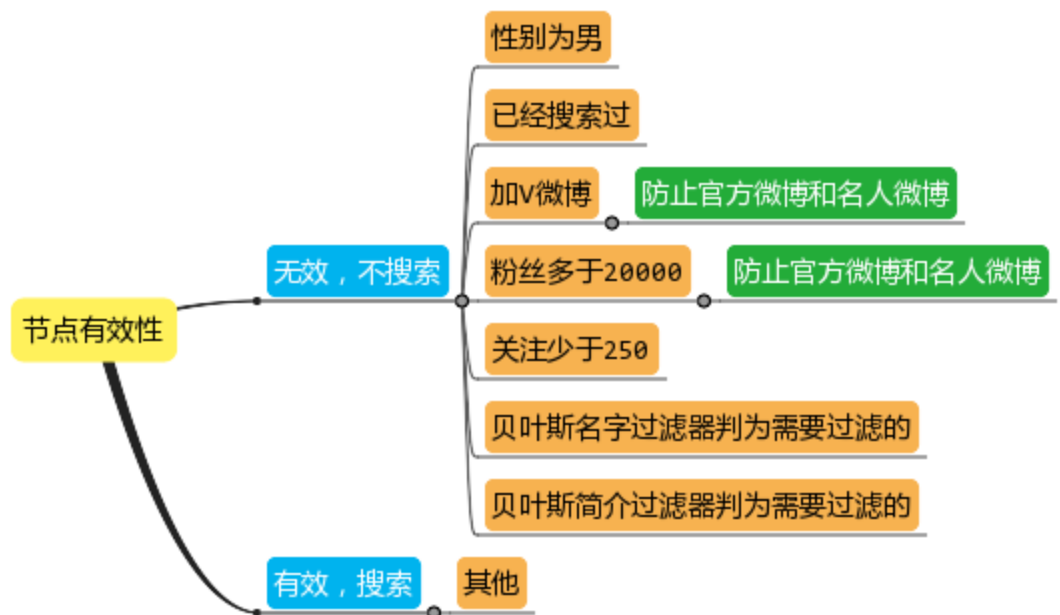 性别为男
已经搜索过
加V微博
防止官方微博和名人微博
无效，不搜索
粉丝多于20000
防止官方微博和名人微博
节点有效性
关注少于250
贝叶斯名字过滤器判为需要过滤的
贝叶斯简介过滤器判为需要过滤的
有效，搜索
其他